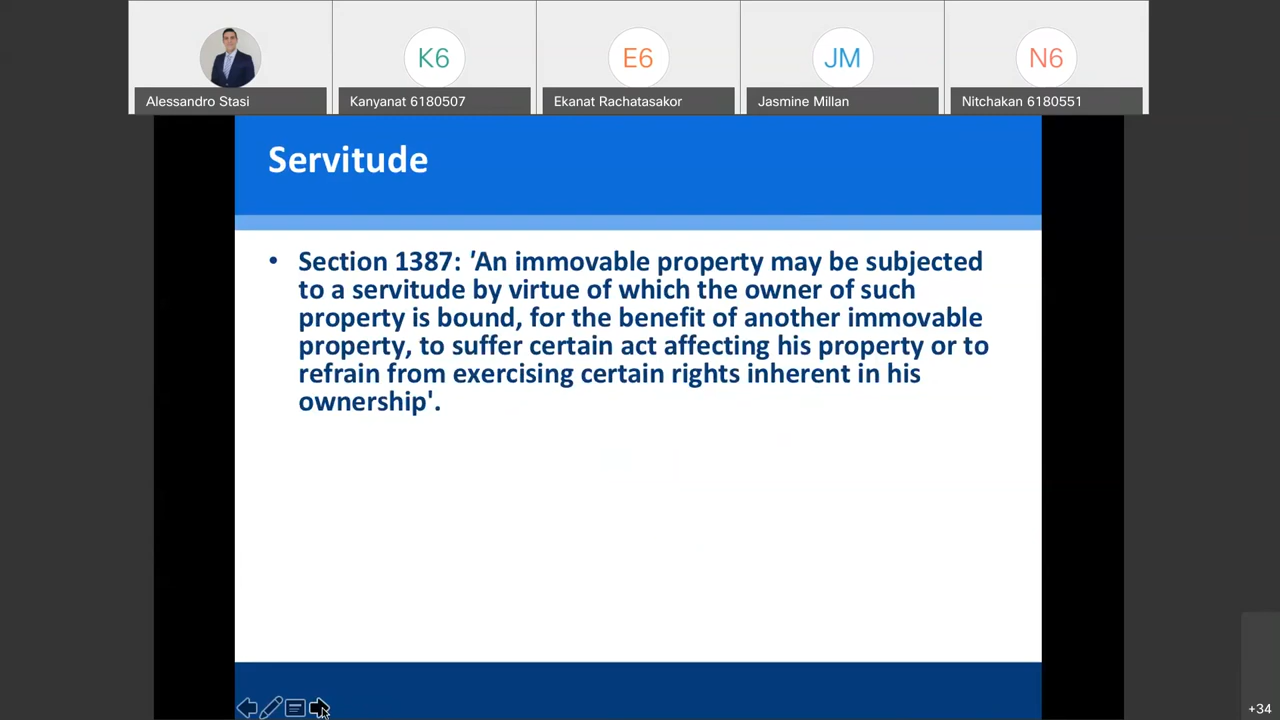 K6
E6
JM
N6
Alessandro Stasi
Kanyanat 6180507
Ekanat Rachatasakor
Jasmine Millan
Nitchakan 6180551
Servitude
• Section 1387: 'An immovable property may be subjected
to a servitude by virtue of which the owner of such
property is bound, for the benefit of another immovable
property, to suffer certain act affecting his property or to
refrain from exercising certain rights inherent in his
ownership'.
+34